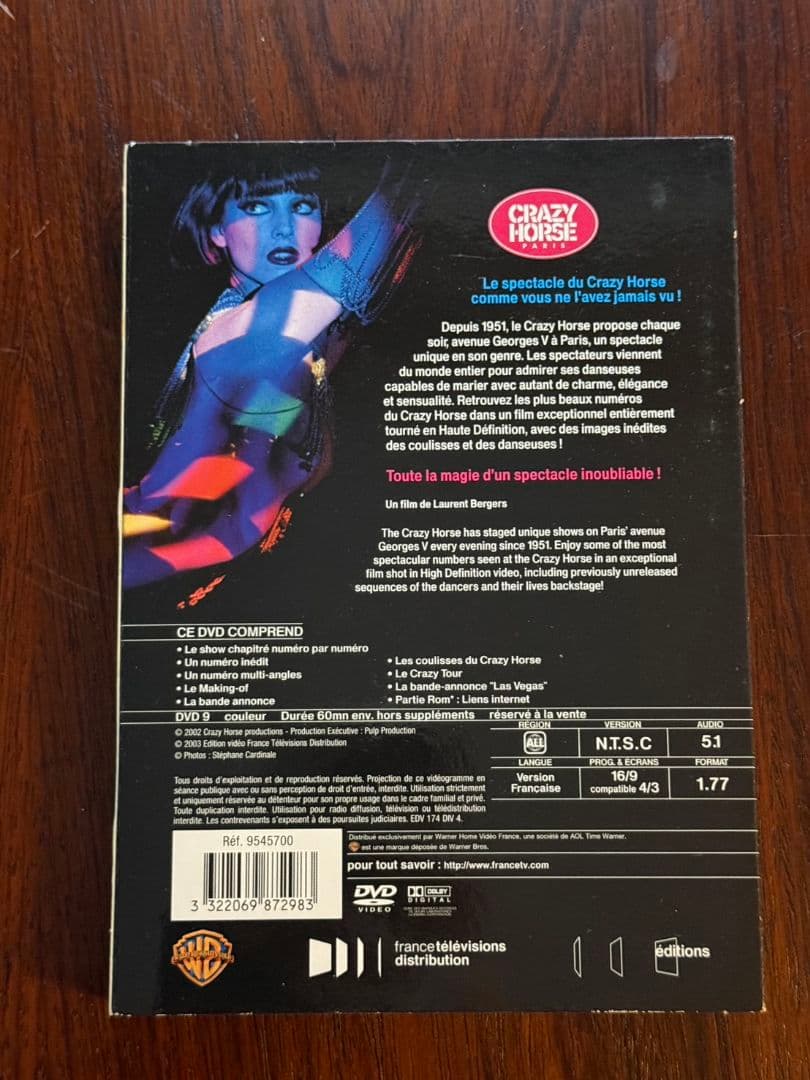 CRAZY
HORSE
PARIS
Le spectacle du Crazy Horse
comme vous ne l'avez jamais vu !
Depuis 1951, le Crazy Horse propose chaque
soir, avenue Georges V à Paris, un spectacle
unique en son genre. Les spectateurs viennent
du monde entier pour admirer ses danseuses
capables de marier avec autant de charme, élégance
et sensualité. Retrouvez les plus beaux numéros
du Crazy Horse dans un film exceptionnel entièrement
tourné en Haute Définition, avec des images inédites
des coulisses et des danseuses !
Toute la magie d'un spectacle inoubliable !
Un film de Laurent Bergers
The Crazy Horse has staged unique shows on Paris' avenue
Georges V every evening since 1951. Enjoy some of the most
spectacular numbers seen at the Crazy Horse in an exceptional
film shot in High Definition video, including previously unreleased
sequences of the dancers and their lives backstage!
CE DVD COMPREND
• Le show chapitré numéro par numéro
• Un numéro inédit
• Un numéro multi-angles
• Le Making-of
• La bande annonce
• Les coulisses du Crazy Horse
• Le Crazy Tour
• La bande-annonce "Las Vegas"
• Partie Rom* : Liens internet
DVD 9 couleur Durée 60mn env. hors suppléments réservé à la vente
© 2002 Crazy Horse productions - Production Exécutive : Pulp Production
© 2003 Edition vidéo France Télévisions Distribution
© Photos : Stéphane Cardinale
RÉGION VERSION AUDIO
ALL N.T.S.C 5.1
LANGUE PROG. & ECRANS FORMAT
Version
Française
16/9
compatible 4/3
1.77
Tous droits d'exploitation et de reproduction réservés. Projection de ce vidéogramme en
séance publique avec ou sans perception de droit d'entrée, interdite. Utilisation strictement
et uniquement réservée au détenteur pour son propre usage dans le cadre familial et privé.
Toute duplication interdite. Utilisation pour radio diffusion, télévision ou télédistribution
interdite. Les contrevenants s'exposent à des poursuites judiciaires. EDV 174 DIV 4.
Réf. 9545700
3 322069 872983
Distribué exclusivement par Warner Home Vidéo France, une société de AOL Time Warner.
est une marque déposée de Warner Bros.
pour tout savoir : http://www.francetv.com
DVD
VIDEO
DOLBY
DIGITAL
WB
francetélévisions
distribution
éditions